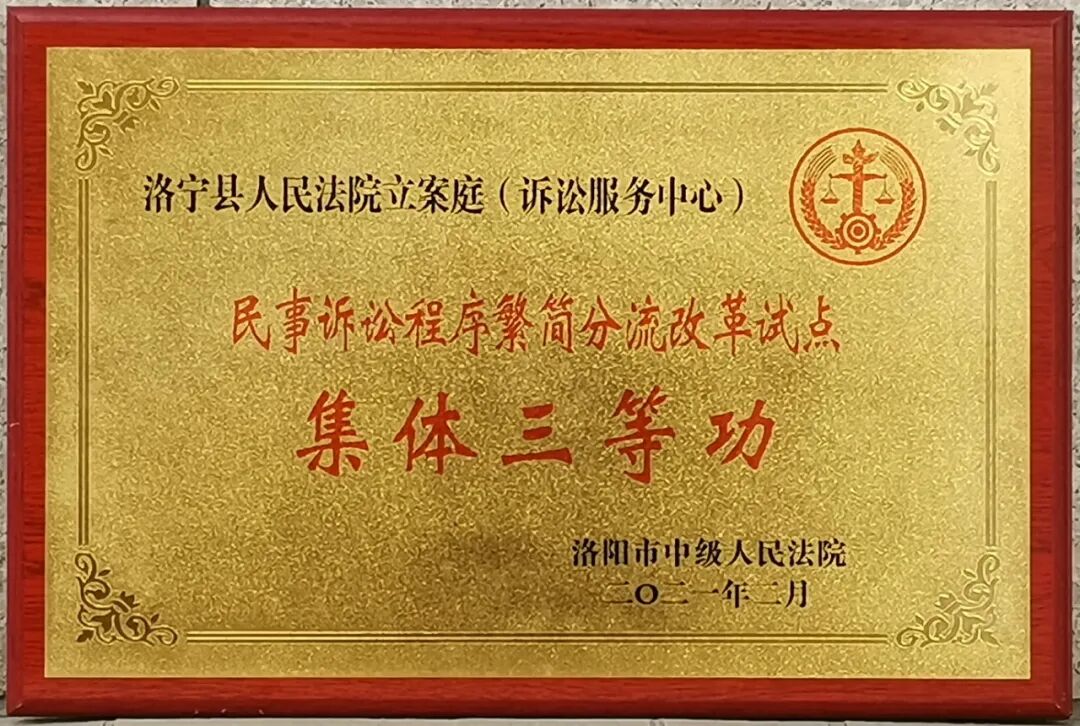 洛宁县人民法院立案庭（诉讼服务中心）
民事诉讼程序繁简分流改革试点
集体三等功
洛阳市中级人民法院
二〇二一年二月